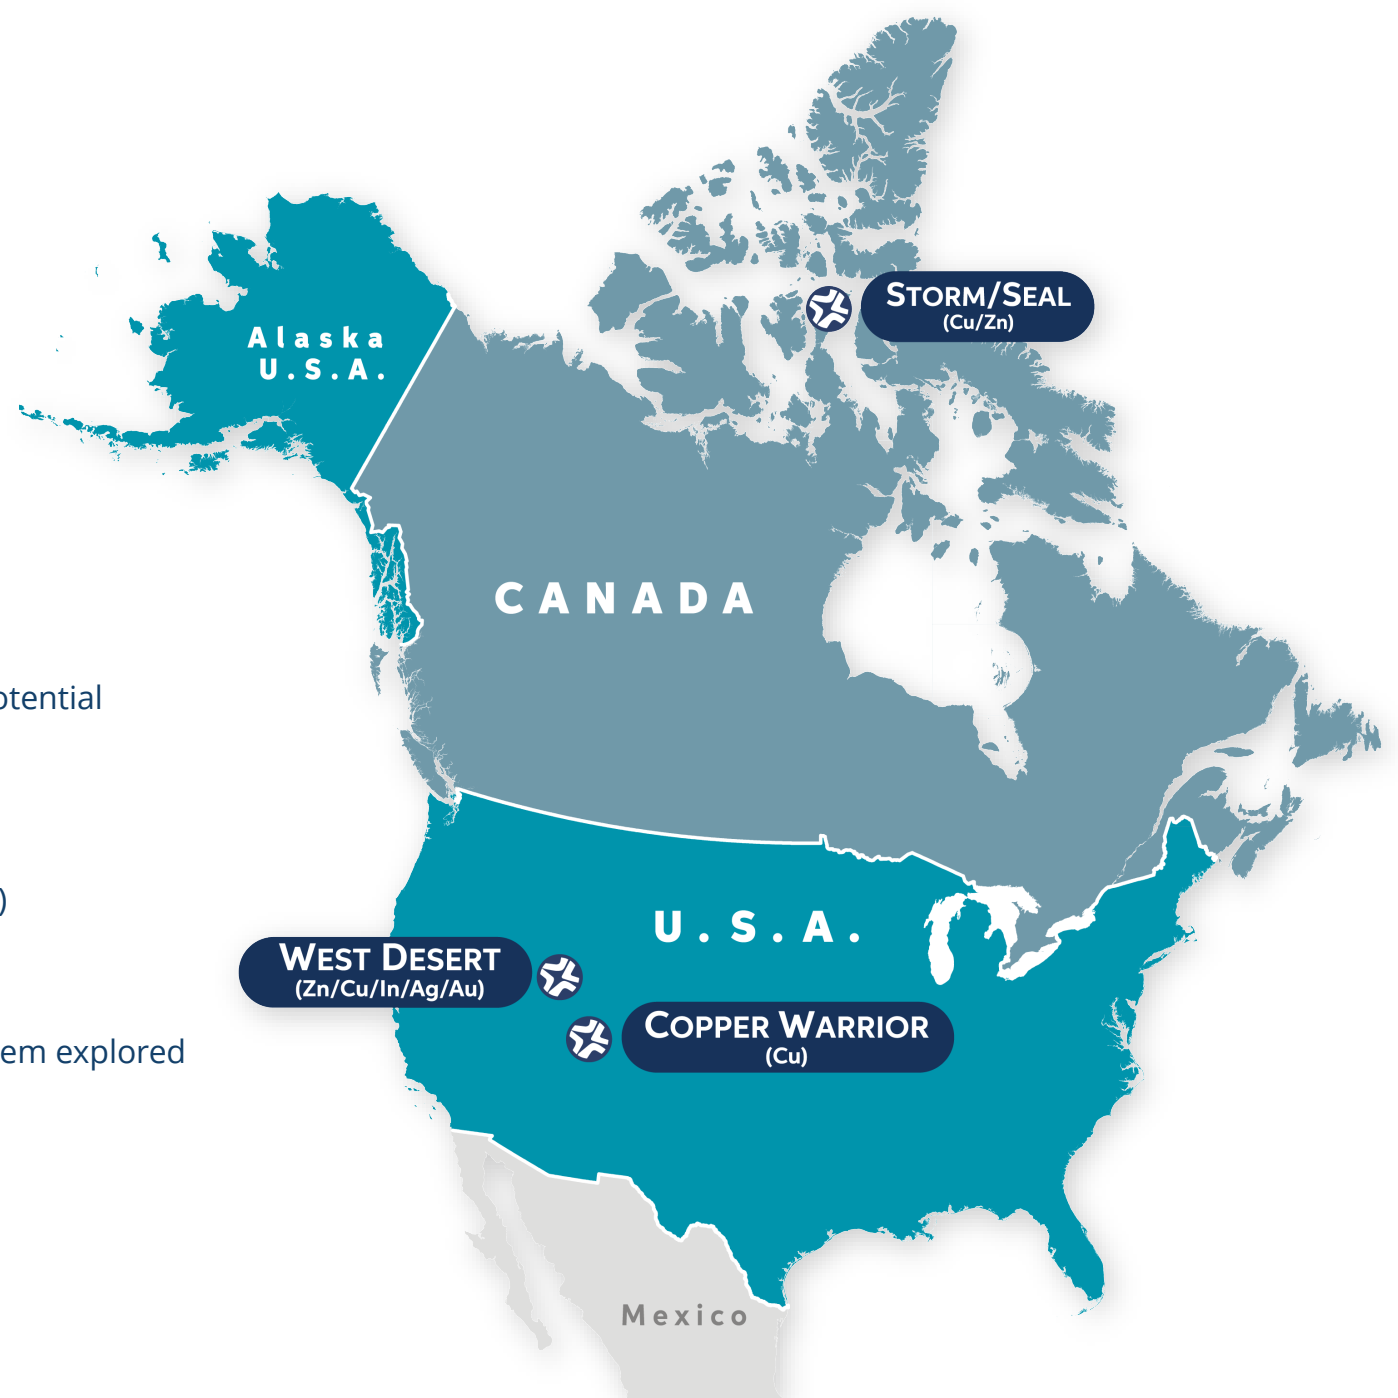 STORM/SEAL
(Cu/Zn)
Alaska
U.S.A.
CANADA
otential
)
U.S.A.
WEST DESERT
(Zn/Cu/In/Ag/Au)
COPPER WARRIOR
(Cu)
em explored
Mexico